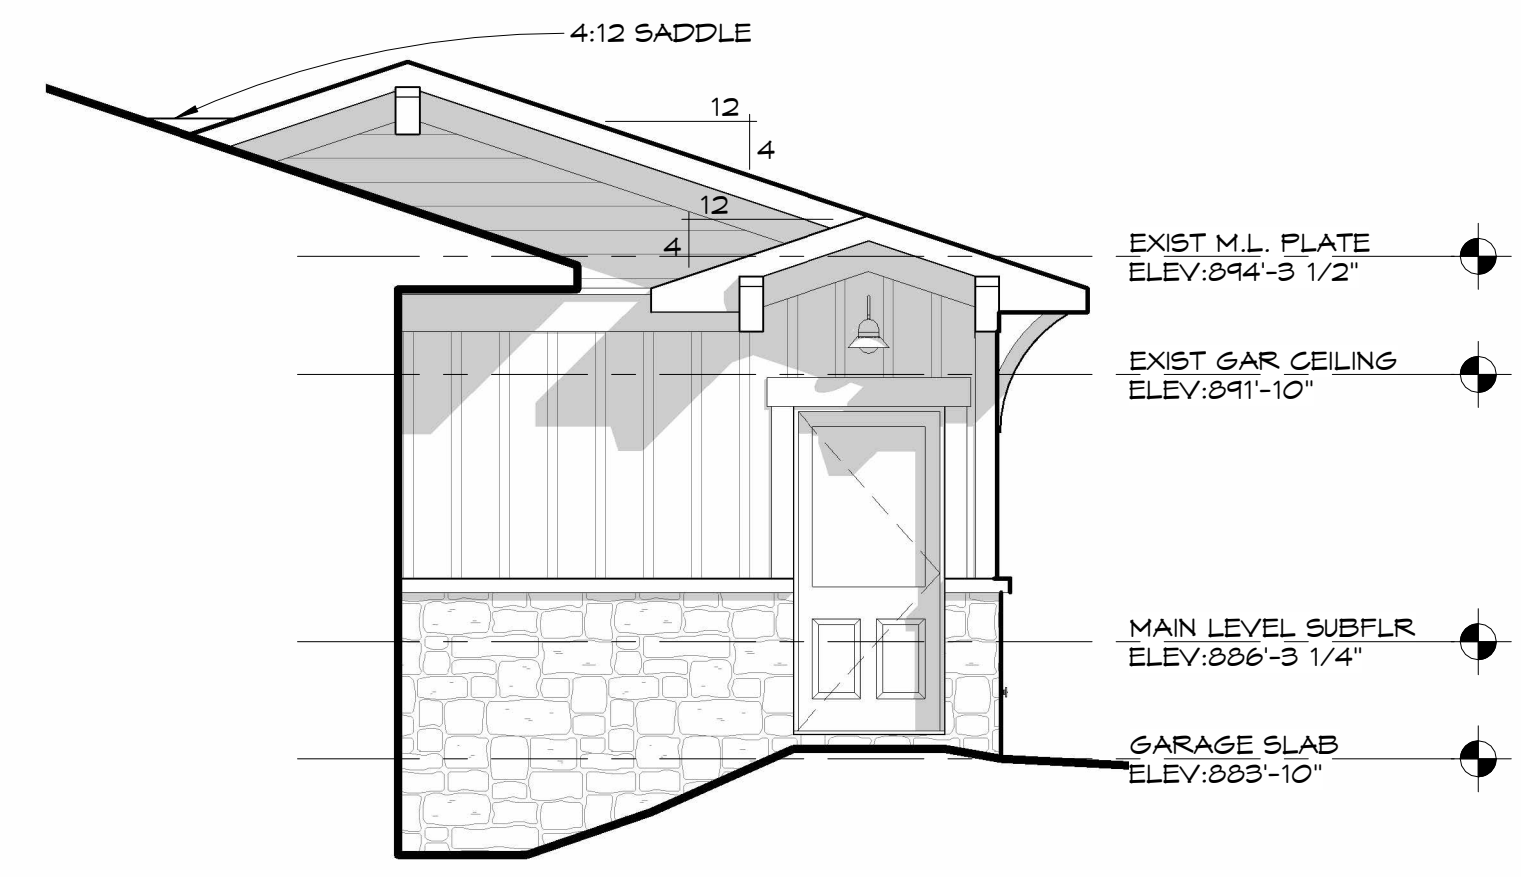 4:12 SADDLE
12
4
12
4
EXIST M.L. PLATE
ELEV:894'-3 1/2"
EXIST GAR CEILING
ELEV:891'-10"
MAIN LEVEL SUBFLR
ELEV:886'-3 1/4"
GARAGE SLAB
ELEV:883'-10"